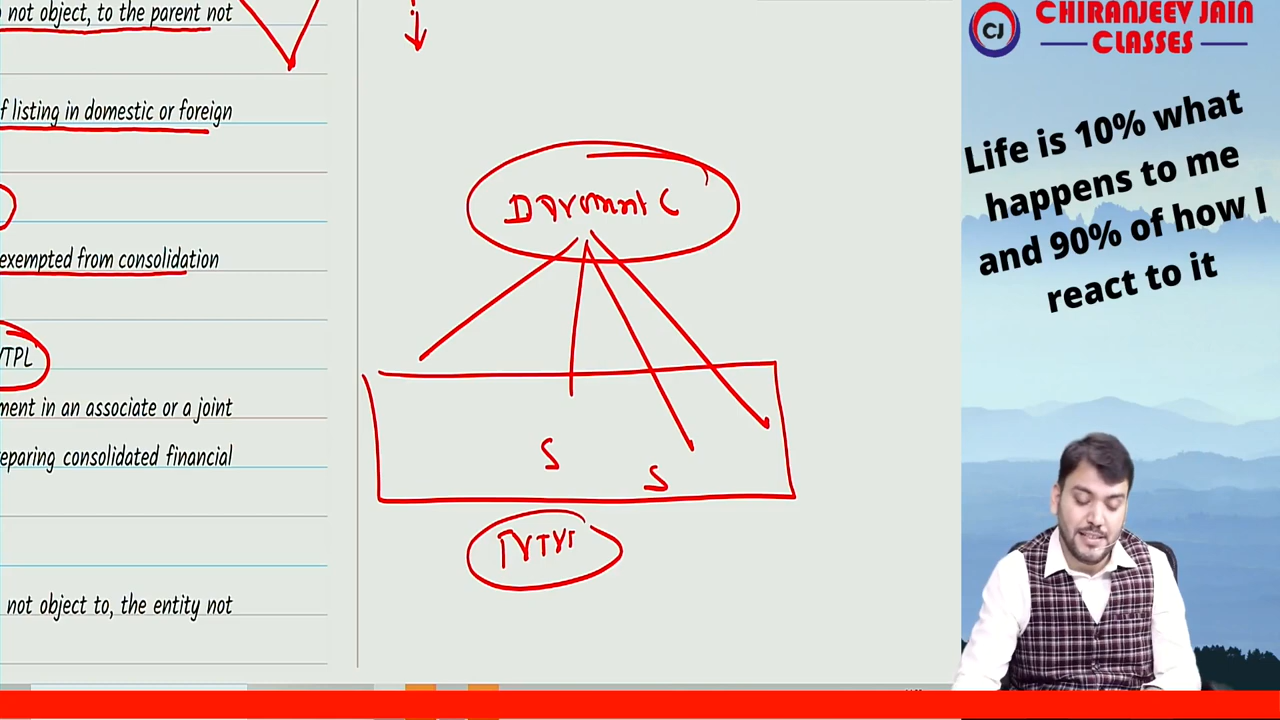 not object, to the parent not
f listing in domestic or foreign
exempted from consolidation
VTPL
ment in an associate or a joint
eparing consolidated financial
not object to, the entity not
S
S
CHIRANJEEV JAIN
CJ
CLASSES
Life is 10% what
happens to me
and 90% of how I
react to it